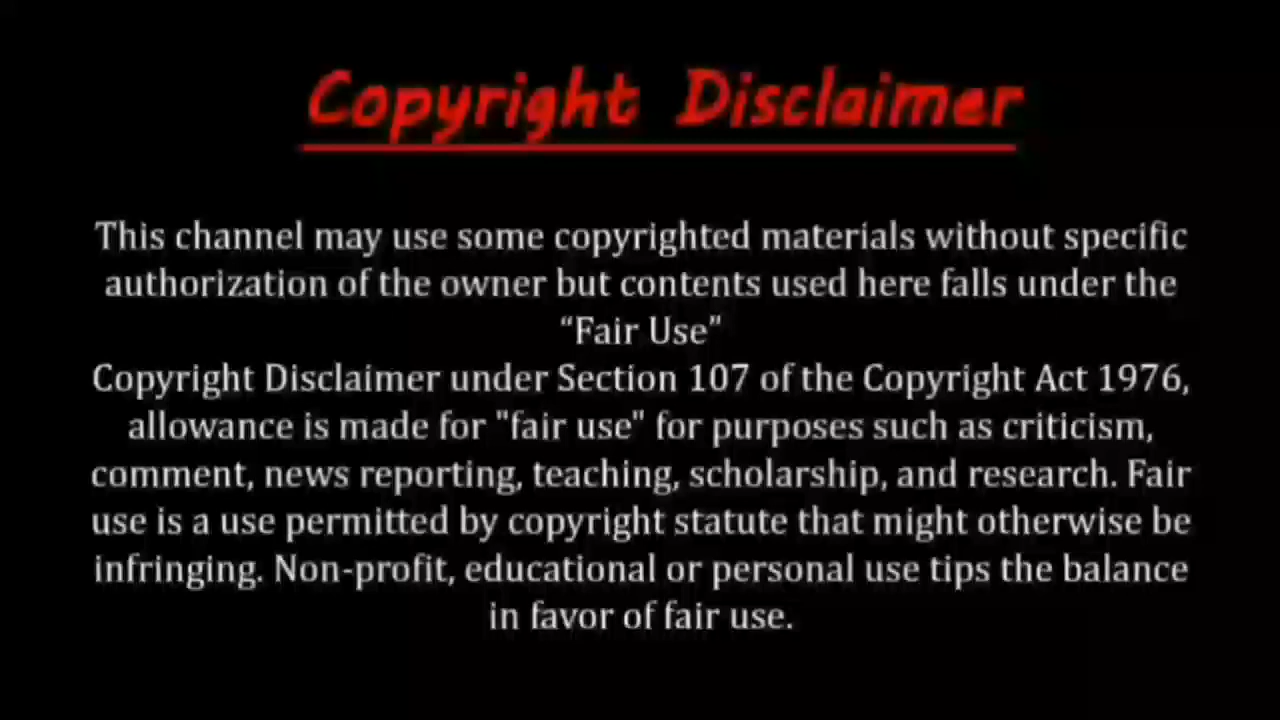 Copyright Disclaimer
This channel may use some copyrighted materials without specific
authorization of the owner but contents used here falls under the
“Fair Use”
Copyright Disclaimer under Section 107 of the Copyright Act 1976,
allowance is made for "fair use" for purposes such as criticism,
comment, news reporting, teaching, scholarship, and research. Fair
use is a use permitted by copyright statute that might otherwise be
infringing. Non-profit, educational or personal use tips the balance
in favor of fair use.